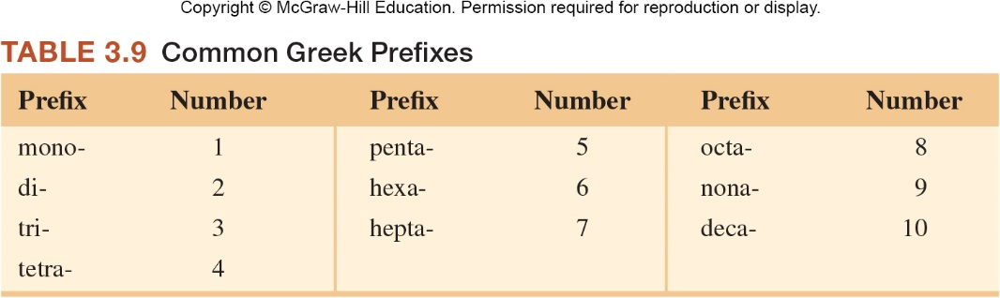 Copyright © McGraw-Hill Education. Permission required for reproduction or display.
TABLE 3.9 Common Greek Prefixes
Prefix Number Prefix Number Prefix Number
mono- 1 penta- 5 octa- 8
di- 2 hexa- 6 nona- 9
tri- 3 hepta- 7 deca- 10
tetra- 4